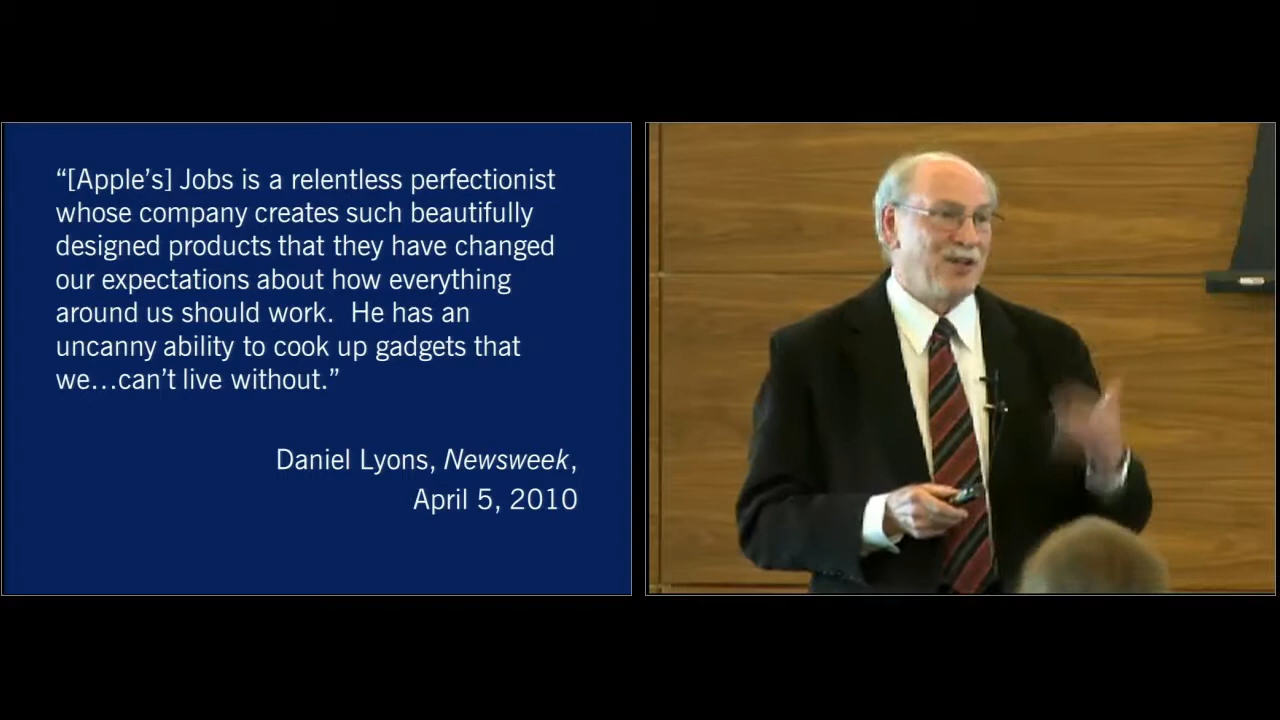 “[Apple’s] Jobs is a relentless perfectionist
whose company creates such beautifully
designed products that they have changed
our expectations about how everything
around us should work.  He has an
uncanny ability to cook up gadgets that
we…can’t live without.”
Daniel Lyons, Newsweek,
April 5, 2010